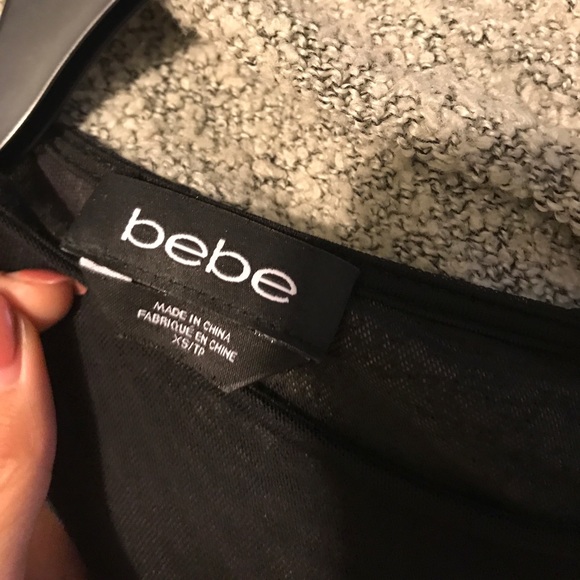 bebe
MADE IN CHINA
FABRIQUÉ EN CHINE
XS/TP